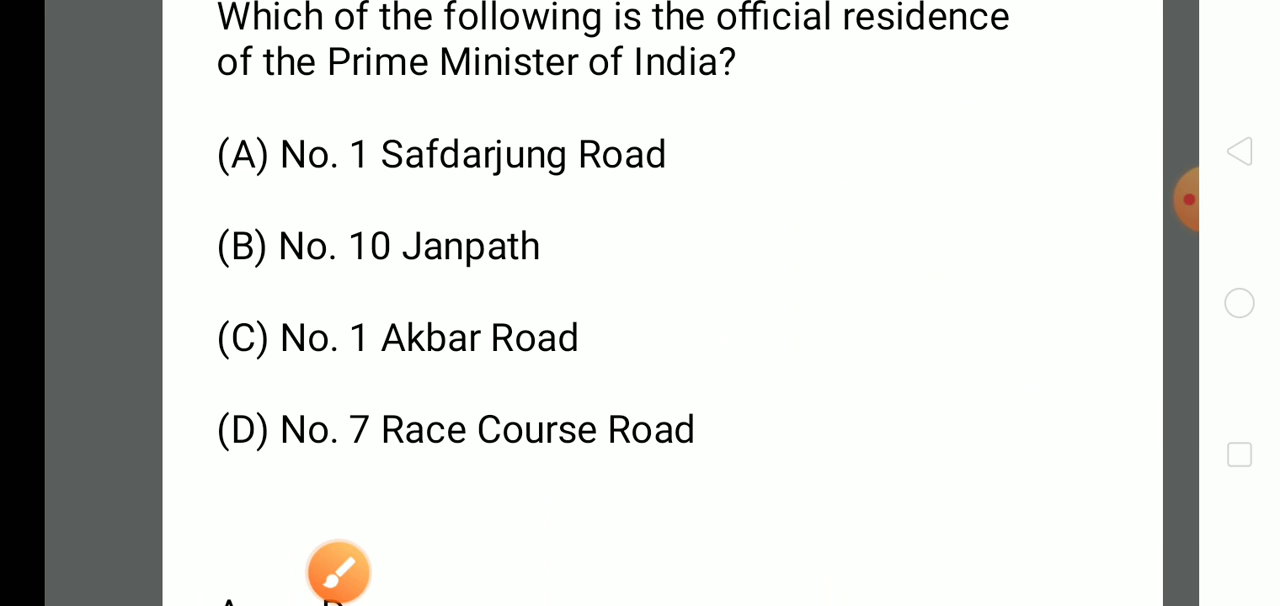 Which of the following is the official residence
of the Prime Minister of India?
(A) No. 1 Safdarjung Road
(B) No. 10 Janpath
(C) No. 1 Akbar Road
(D) No. 7 Race Course Road